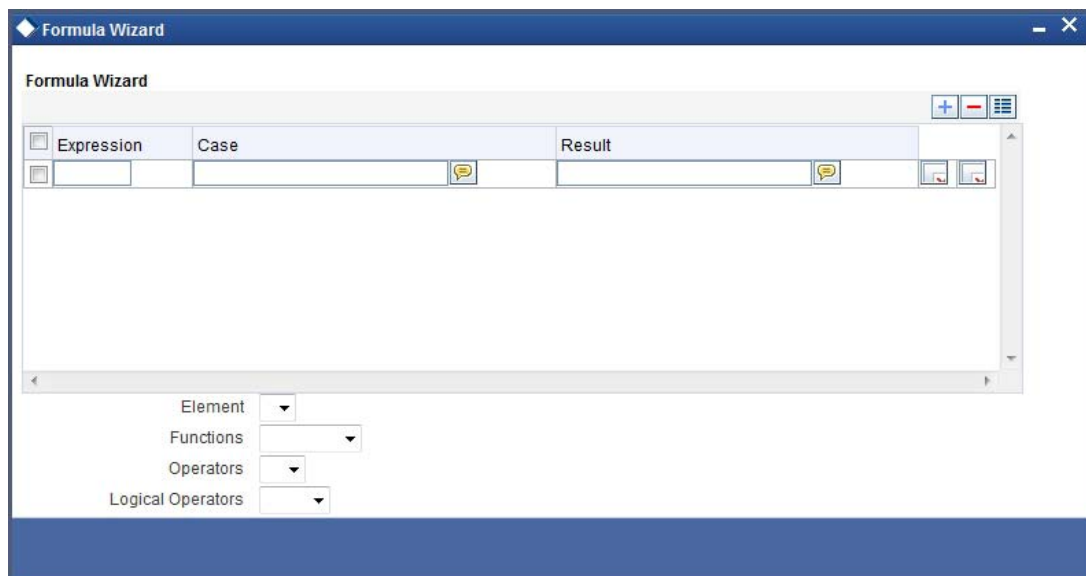 Formula Wizard
Formula Wizard
Expression Case Result
Element
Functions
Operators
Logical Operators